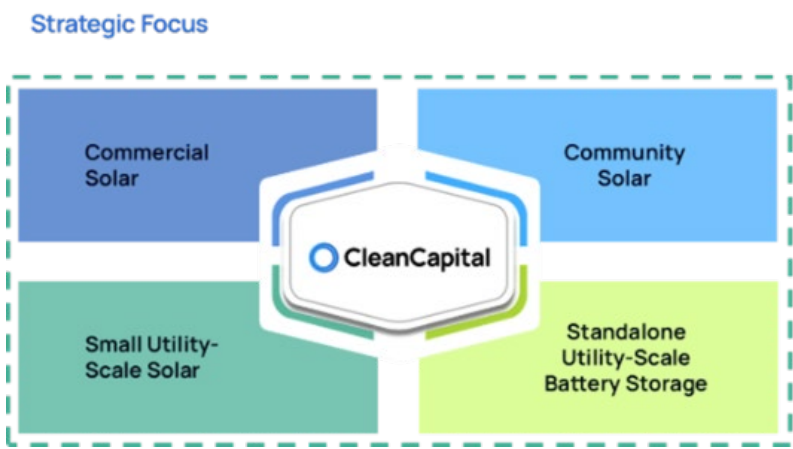 Strategic Focus
Commercial
Solar
Community
Solar
CleanCapital
Small Utility-
Scale Solar
Standalone
Utility-Scale
Battery Storage